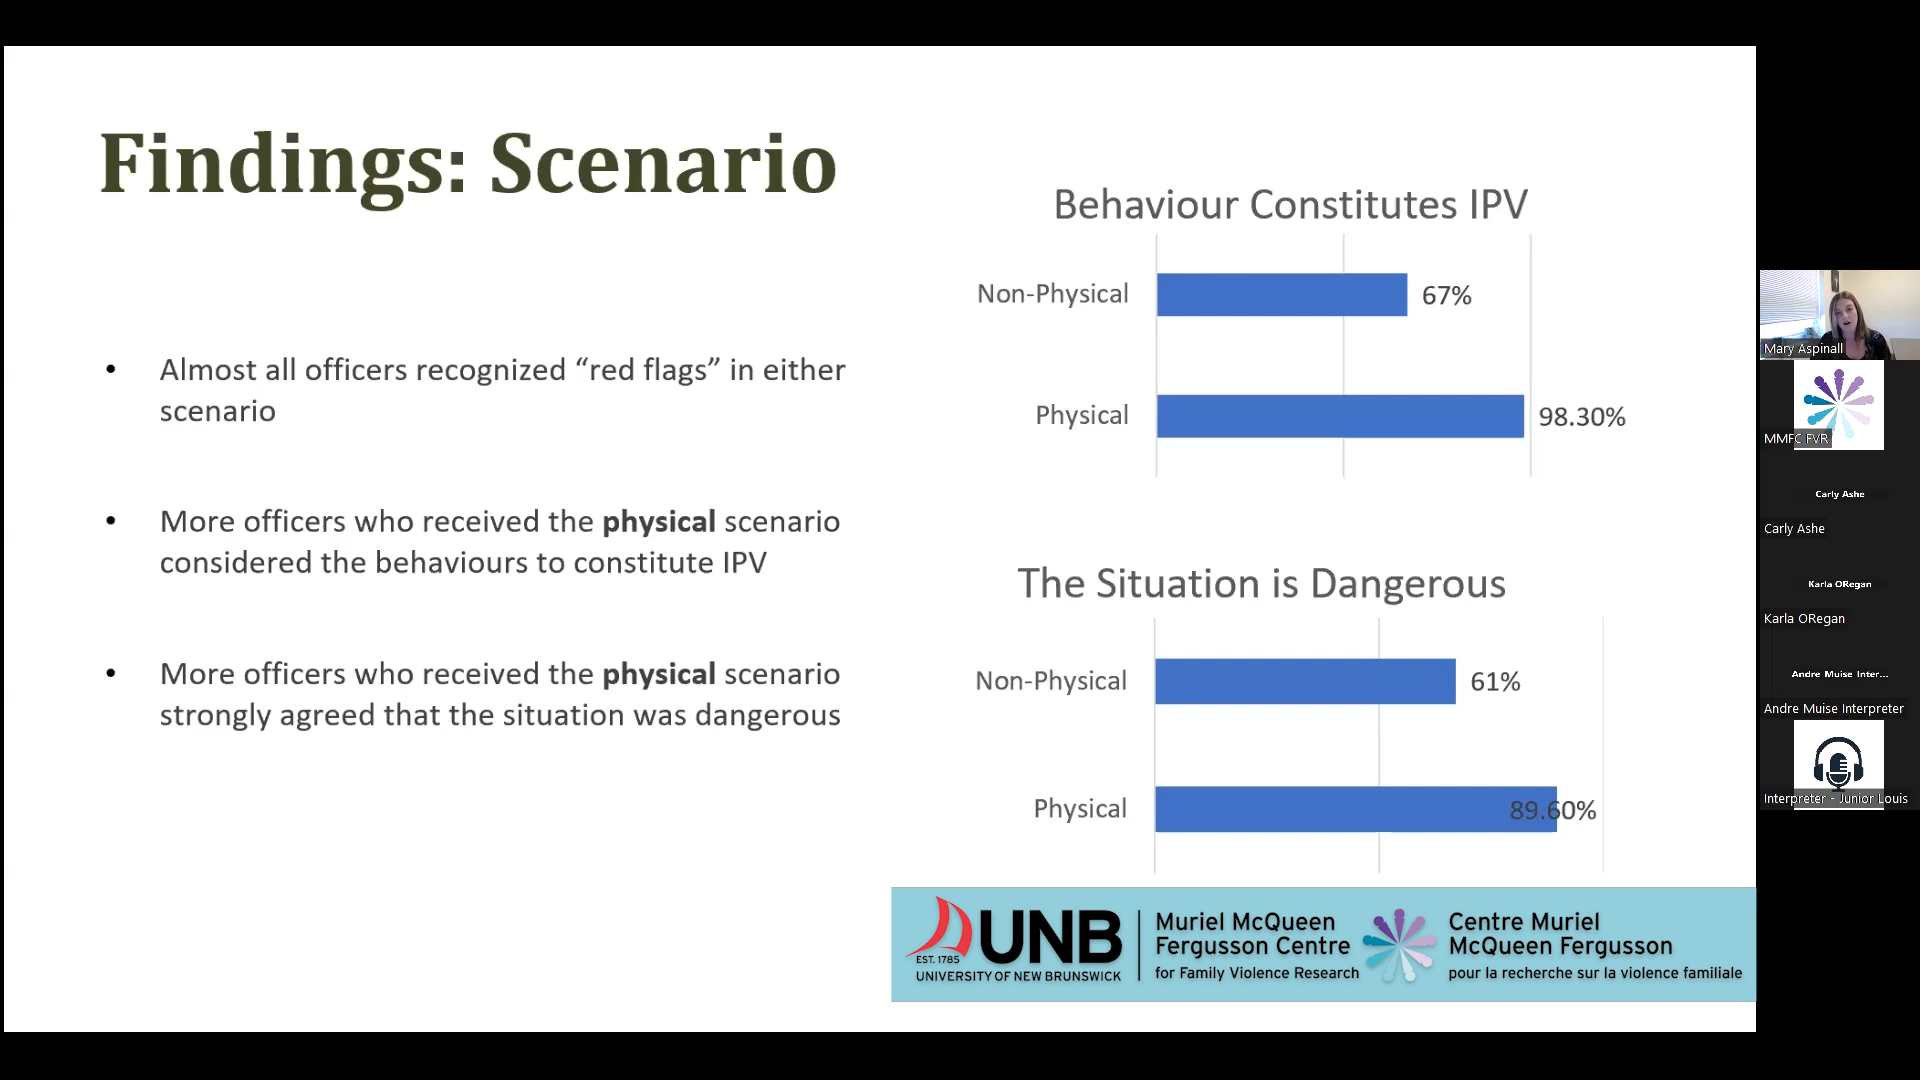 Findings: Scenario
• Almost all officers recognized “red flags” in either
scenario
• More officers who received the physical scenario
considered the behaviours to constitute IPV
• More officers who received the physical scenario
strongly agreed that the situation was dangerous
Behaviour Constitutes IPV
Non-Physical 67%
Physical 98.30%
The Situation is Dangerous
Non-Physical 61%
Physical 89.60%
EST. 1785
UNB
UNIVERSITY OF NEW BRUNSWICK
Muriel McQueen
Fergusson Centre
for Family Violence Research
Centre Muriel
McQueen Fergusson
pour la recherche sur la violence familiale
Mary Aspinall
MMFC FVR
Carly Ashe
Carly Ashe
Karla ORegan
Karla ORegan
Andre Muise Inter...
Andre Muise Interpreter
Interpreter - Junior Louis